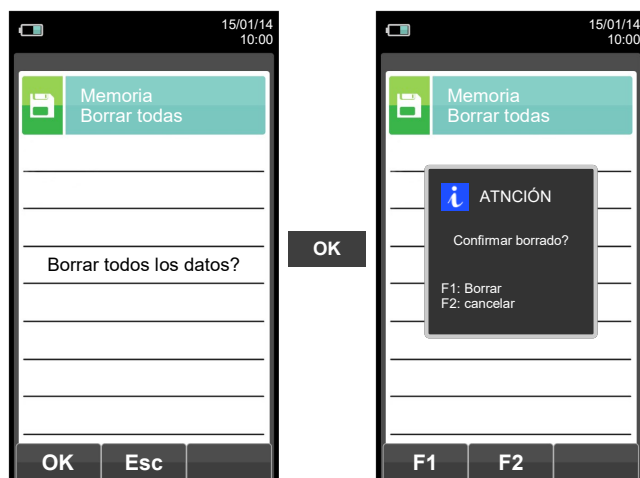 15/01/14
10:00
Memoria
Borrar todas
Borrar todos los datos?
OK Esc
OK
15/01/14
10:00
Memoria
Borrar todas
i ATNCIÓN
Confirmar borrado?
F1: Borrar
F2: cancelar
F1 F2